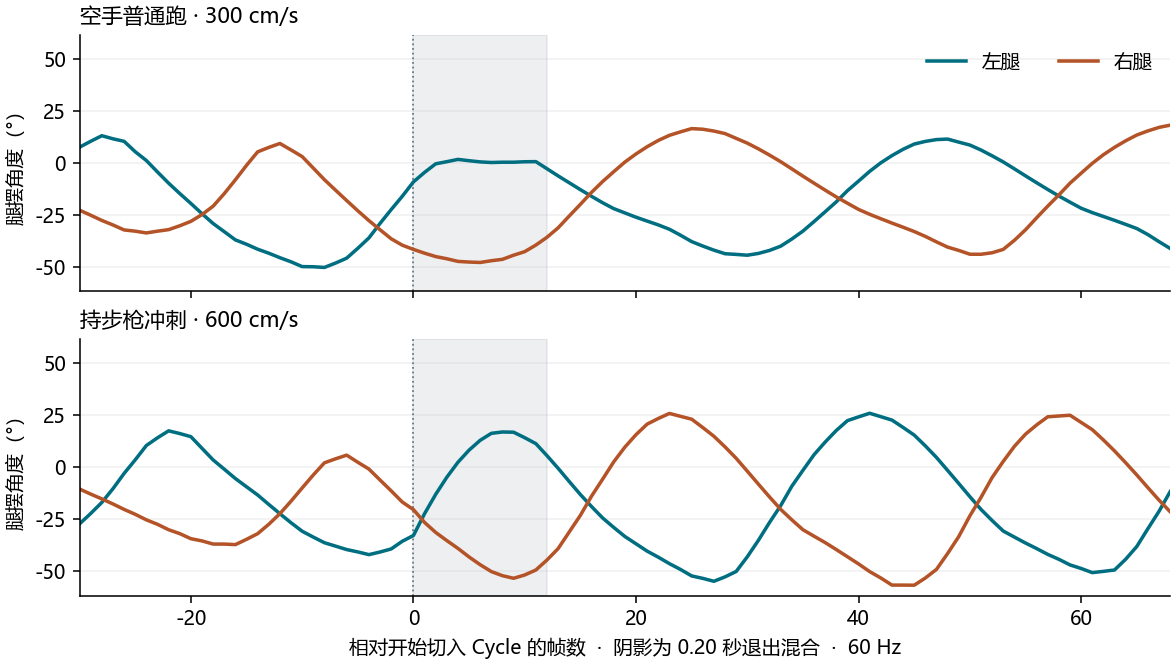 空手普通跑 · 300 cm/s
左腿 右腿
腿摆角度（°）
50
25
0
-25
-50
持步枪冲刺 · 600 cm/s
腿摆角度（°）
50
25
0
-25
-50
-20 0 20 40 60
相对开始切入 Cycle 的帧数 · 阴影为 0.20 秒退出混合 · 60 Hz